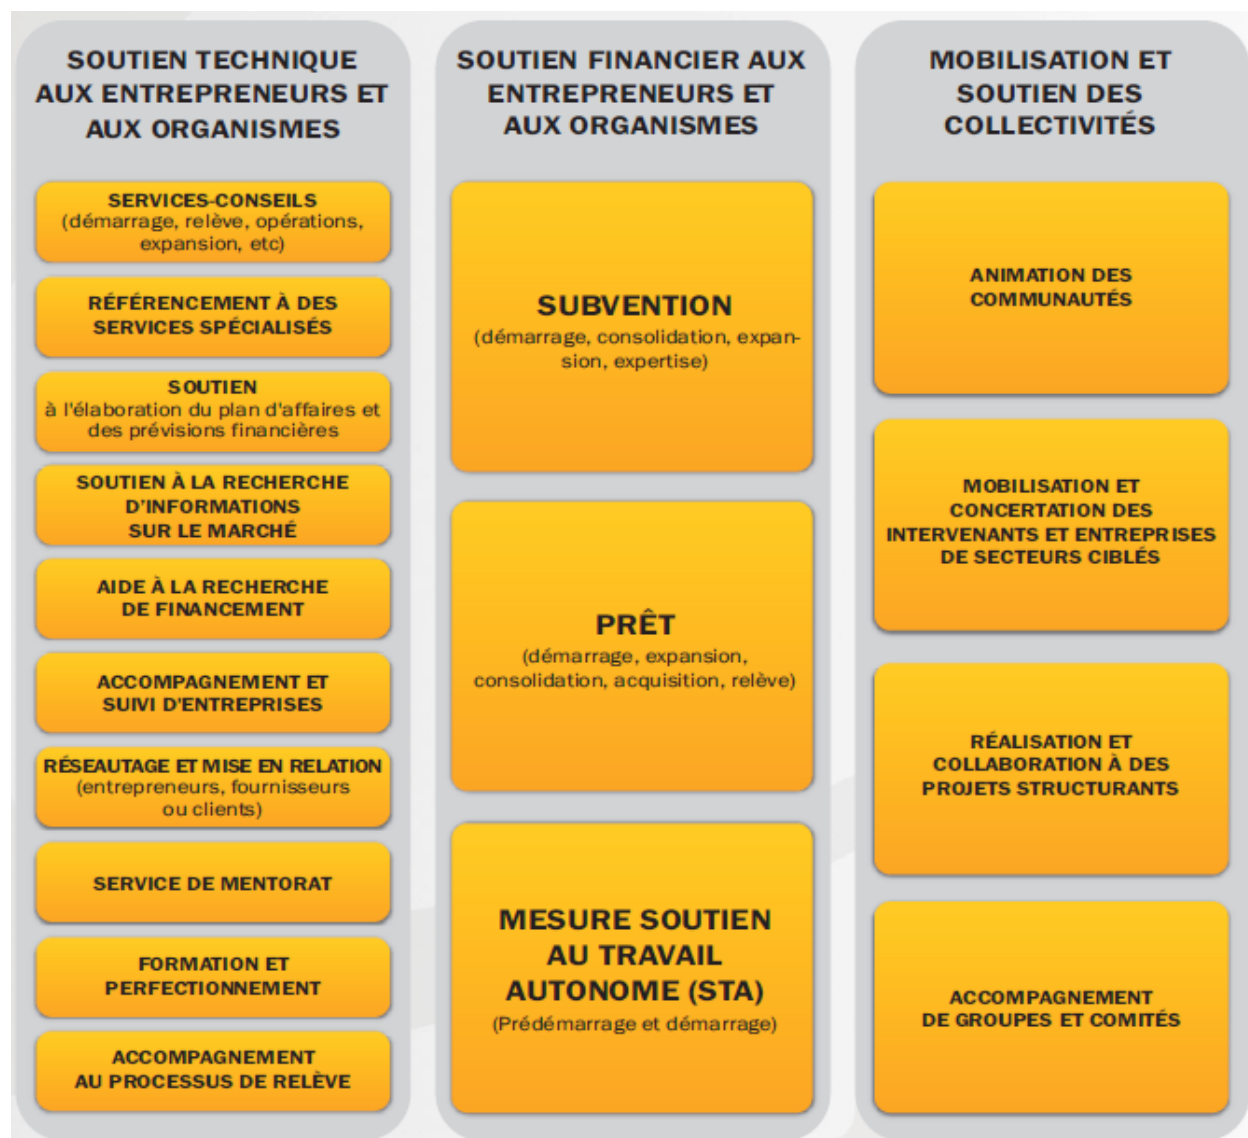 SOUTIEN TECHNIQUE
AUX ENTREPRENEURS ET
AUX ORGANISMES
SERVICES-CONSEILS
(démarrage, relève, opérations,
expansion, etc)
RÉFÉRENCEMENT À DES
SERVICES SPÉCIALISÉS
SOUTIEN
à l'élaboration du plan d'affaires et
des prévisions financières
SOUTIEN À LA RECHERCHE
D'INFORMATIONS
SUR LE MARCHÉ
AIDE À LA RECHERCHE
DE FINANCEMENT
ACCOMPAGNEMENT ET
SUIVI D'ENTREPRISES
RÉSEAUTAGE ET MISE EN RELATION
(entrepreneurs, fournisseurs
ou clients)
SERVICE DE MENTORAT
FORMATION ET
PERFECTIONNEMENT
ACCOMPAGNEMENT
AU PROCESSUS DE RELÈVE
SOUTIEN FINANCIER AUX
ENTREPRENEURS ET
AUX ORGANISMES
SUBVENTION
(démarrage, consolidation, expan-
sion, expertise)
PRÊT
(démarrage, expansion,
consolidation, acquisition, relève)
MESURE SOUTIEN
AU TRAVAIL
AUTONOME (STA)
(Prédémarrage et démarrage)
MOBILISATION ET
SOUTIEN DES
COLLECTIVITÉS
ANIMATION DES
COMMUNAUTÉS
MOBILISATION ET
CONCERTATION DES
INTERVENANTS ET ENTREPRISES
DE SECTEURS CIBLÉS
RÉALISATION ET
COLLABORATION À DES
PROJETS STRUCTURANTS
ACCOMPAGNEMENT
DE GROUPES ET COMITÉS